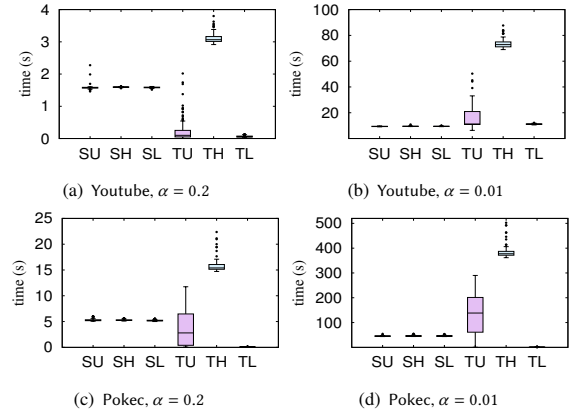 4
3
2
1
0
time (s)
SU SH SL TU TH TL
(a) Youtube, α = 0.2
100
80
60
40
20
time (s)
SU SH SL TU TH TL
(b) Youtube, α = 0.01
25
20
15
10
5
0
time (s)
SU SH SL TU TH TL
(c) Pokec, α = 0.2
500
400
300
200
100
time (s)
SU SH SL TU TH TL
(d) Pokec, α = 0.01